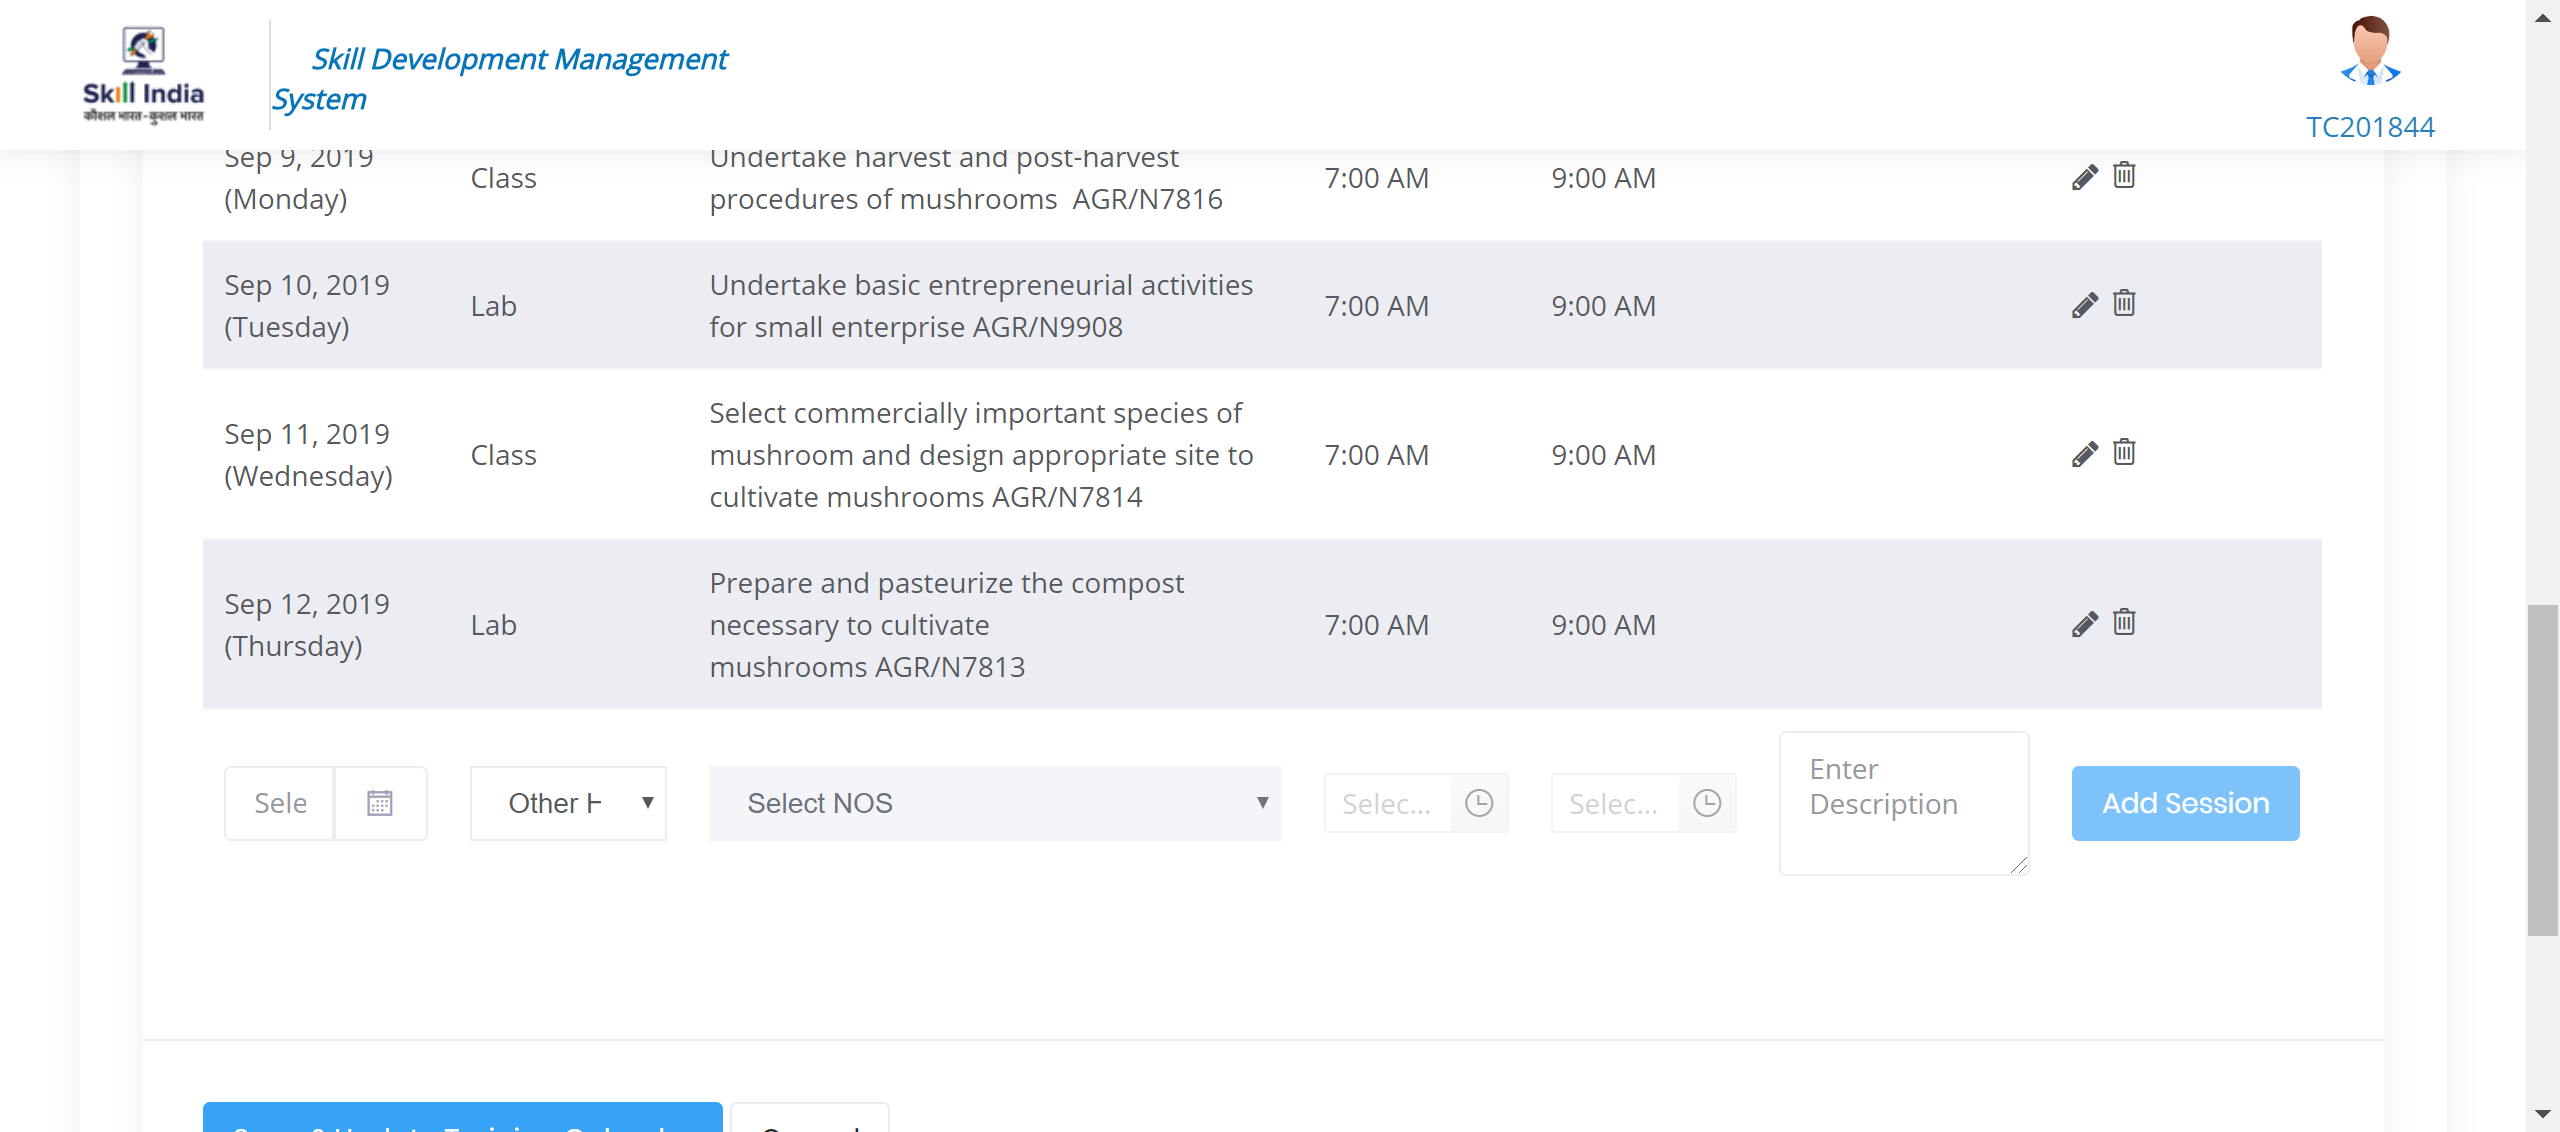 Skill India
कौशल भारत - कुशल भारत
Skill Development Management
System
TC201844
Sep 9, 2019
(Monday)
Class
Undertake harvest and post-harvest
procedures of mushrooms  AGR/N7816
7:00 AM
9:00 AM
Sep 10, 2019
(Tuesday)
Lab
Undertake basic entrepreneurial activities
for small enterprise AGR/N9908
7:00 AM
9:00 AM
Sep 11, 2019
(Wednesday)
Class
Select commercially important species of
mushroom and design appropriate site to
cultivate mushrooms AGR/N7814
7:00 AM
9:00 AM
Sep 12, 2019
(Thursday)
Lab
Prepare and pasteurize the compost
necessary to cultivate
mushrooms AGR/N7813
7:00 AM
9:00 AM
Sele
Other H
Select NOS
Selec...
Selec...
Enter
Description
Add Session